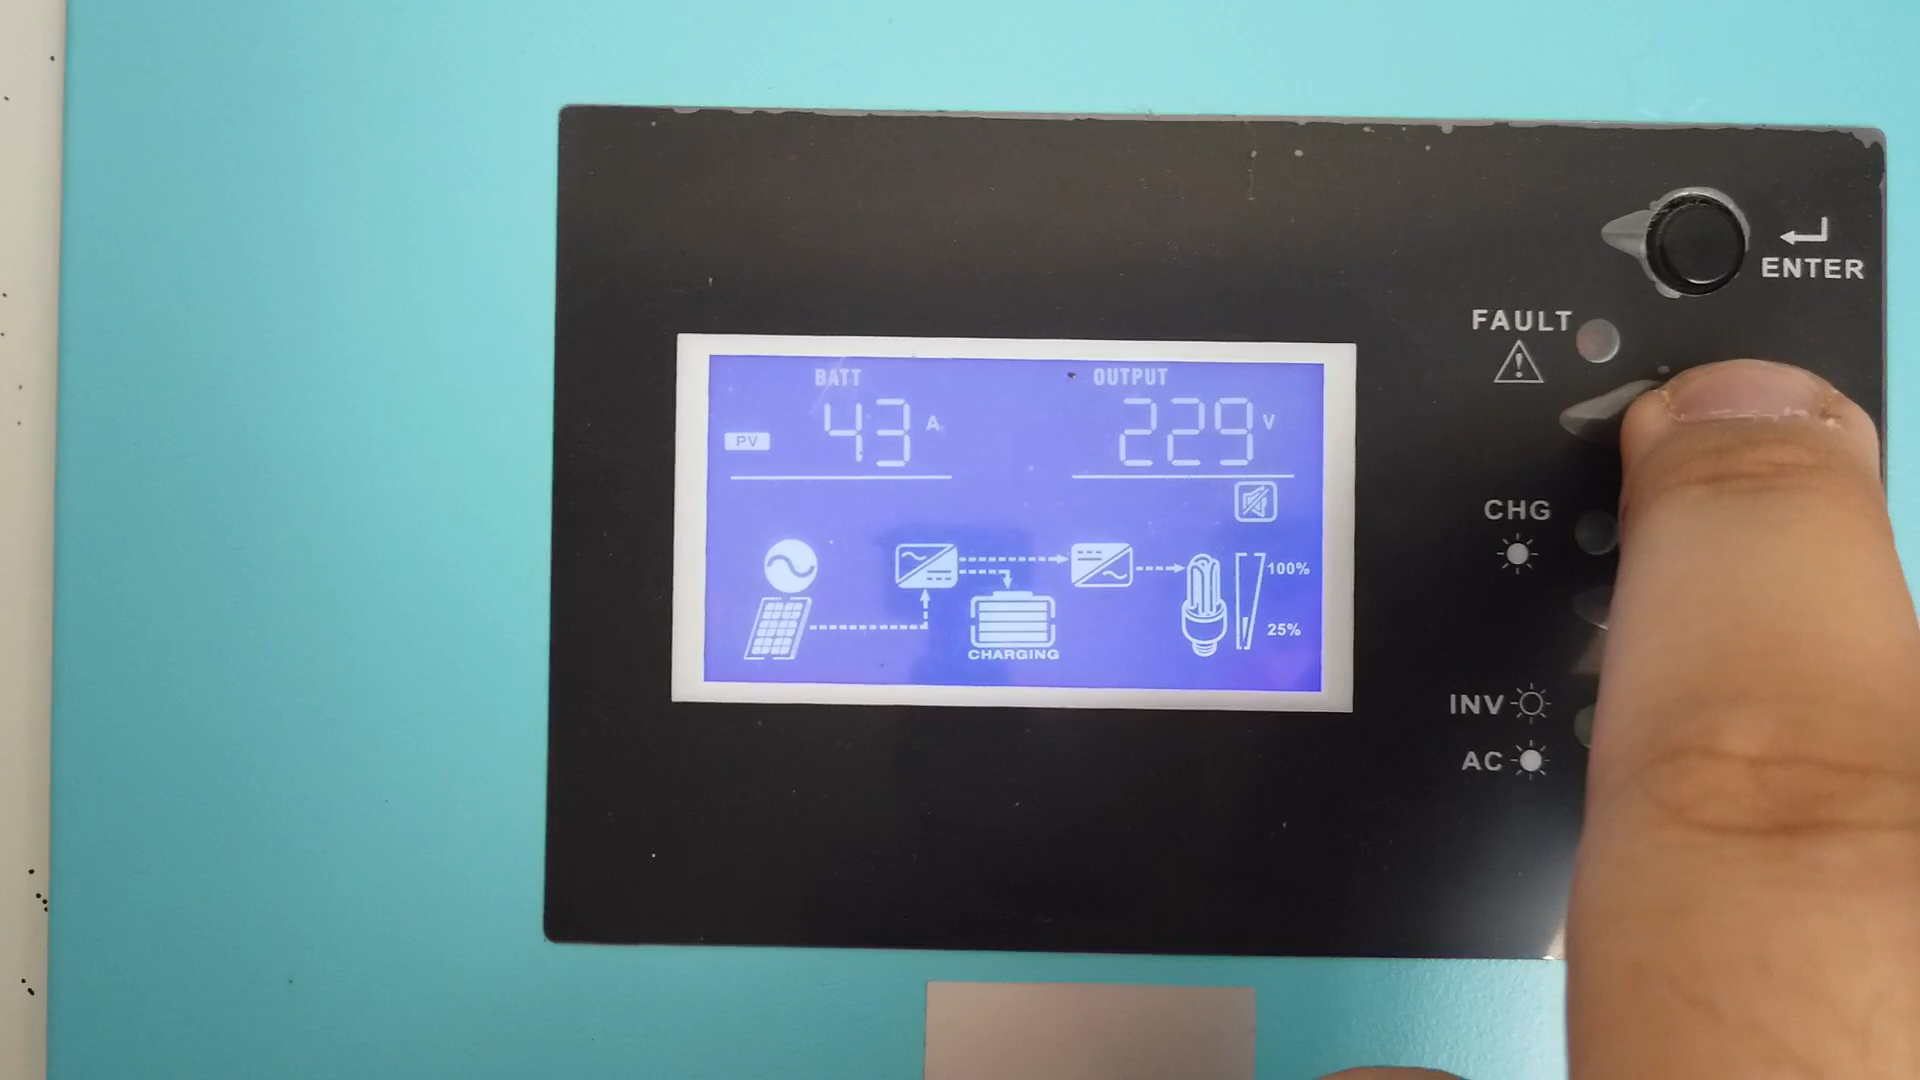 ENTER
FAULT
BATT
OUTPUT
PV 43 A
229 V
CHG
100%
25%
CHARGING
INV
AC